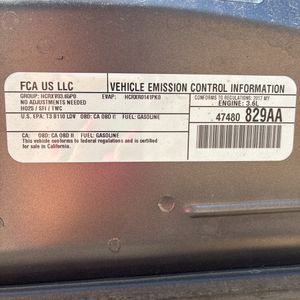 FCA US LLC
VEHICLE EMISSION CONTROL INFORMATION
GROUP: HCRXV03.65P0
EVAP: HCRXR0141PK0
CONFORMS TO REGULATIONS: 2017 MY
NO ADJUSTMENTS NEEDED
ENGINE: 3.6L
HO2S / SFI / TWC
47480 829AA
U.S. EPA: T3 B110 LDV OBD: CA OBD II FUEL: GASOLINE
CA: OBD: CA OBD II FUEL: GASOLINE
This vehicle conforms to California regulations and is certified
for sale in California.